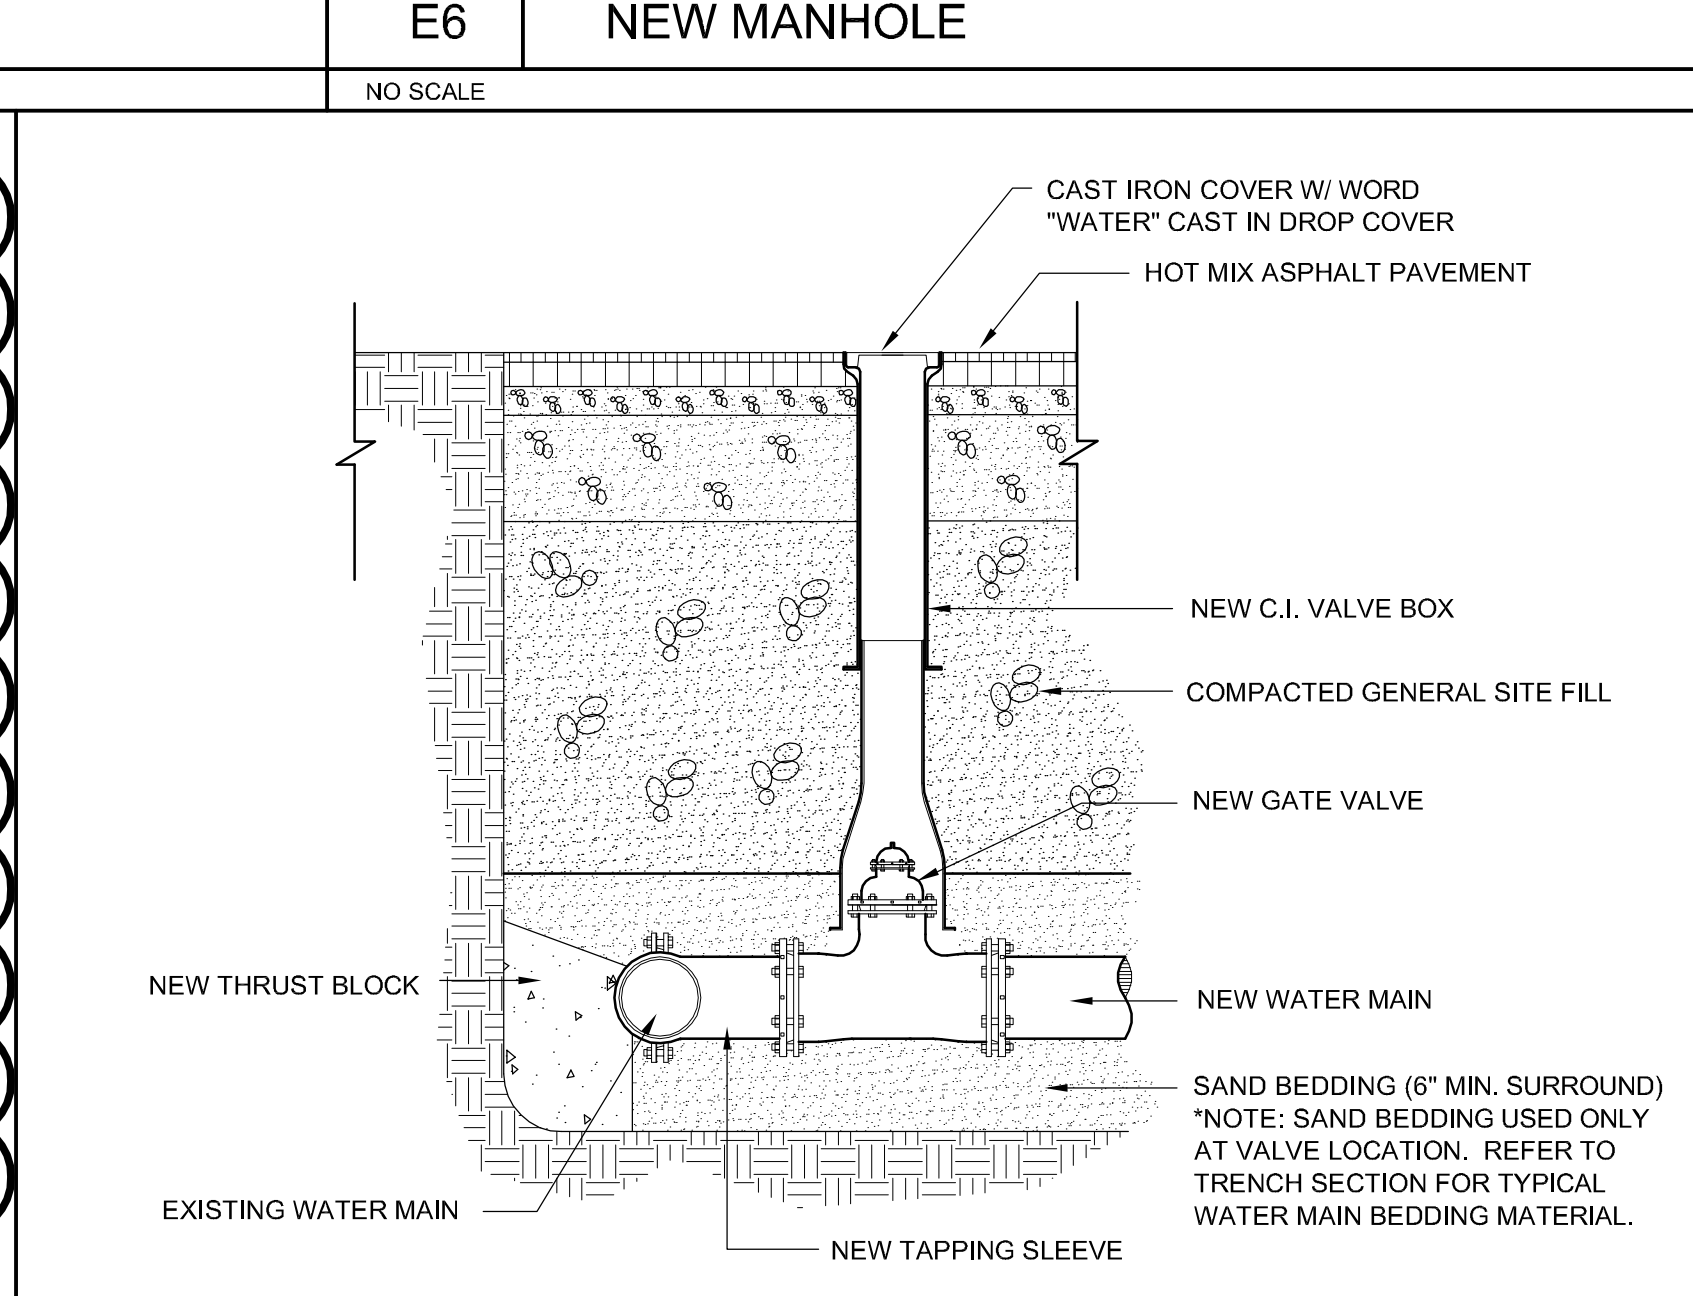 E6
NEW MANHOLE
NO SCALE
CAST IRON COVER W/ WORD
"WATER" CAST IN DROP COVER
HOT MIX ASPHALT PAVEMENT
NEW C.I. VALVE BOX
COMPACTED GENERAL SITE FILL
NEW GATE VALVE
NEW THRUST BLOCK
NEW WATER MAIN
SAND BEDDING (6" MIN. SURROUND)
*NOTE: SAND BEDDING USED ONLY
AT VALVE LOCATION. REFER TO
TRENCH SECTION FOR TYPICAL
WATER MAIN BEDDING MATERIAL.
EXISTING WATER MAIN
NEW TAPPING SLEEVE